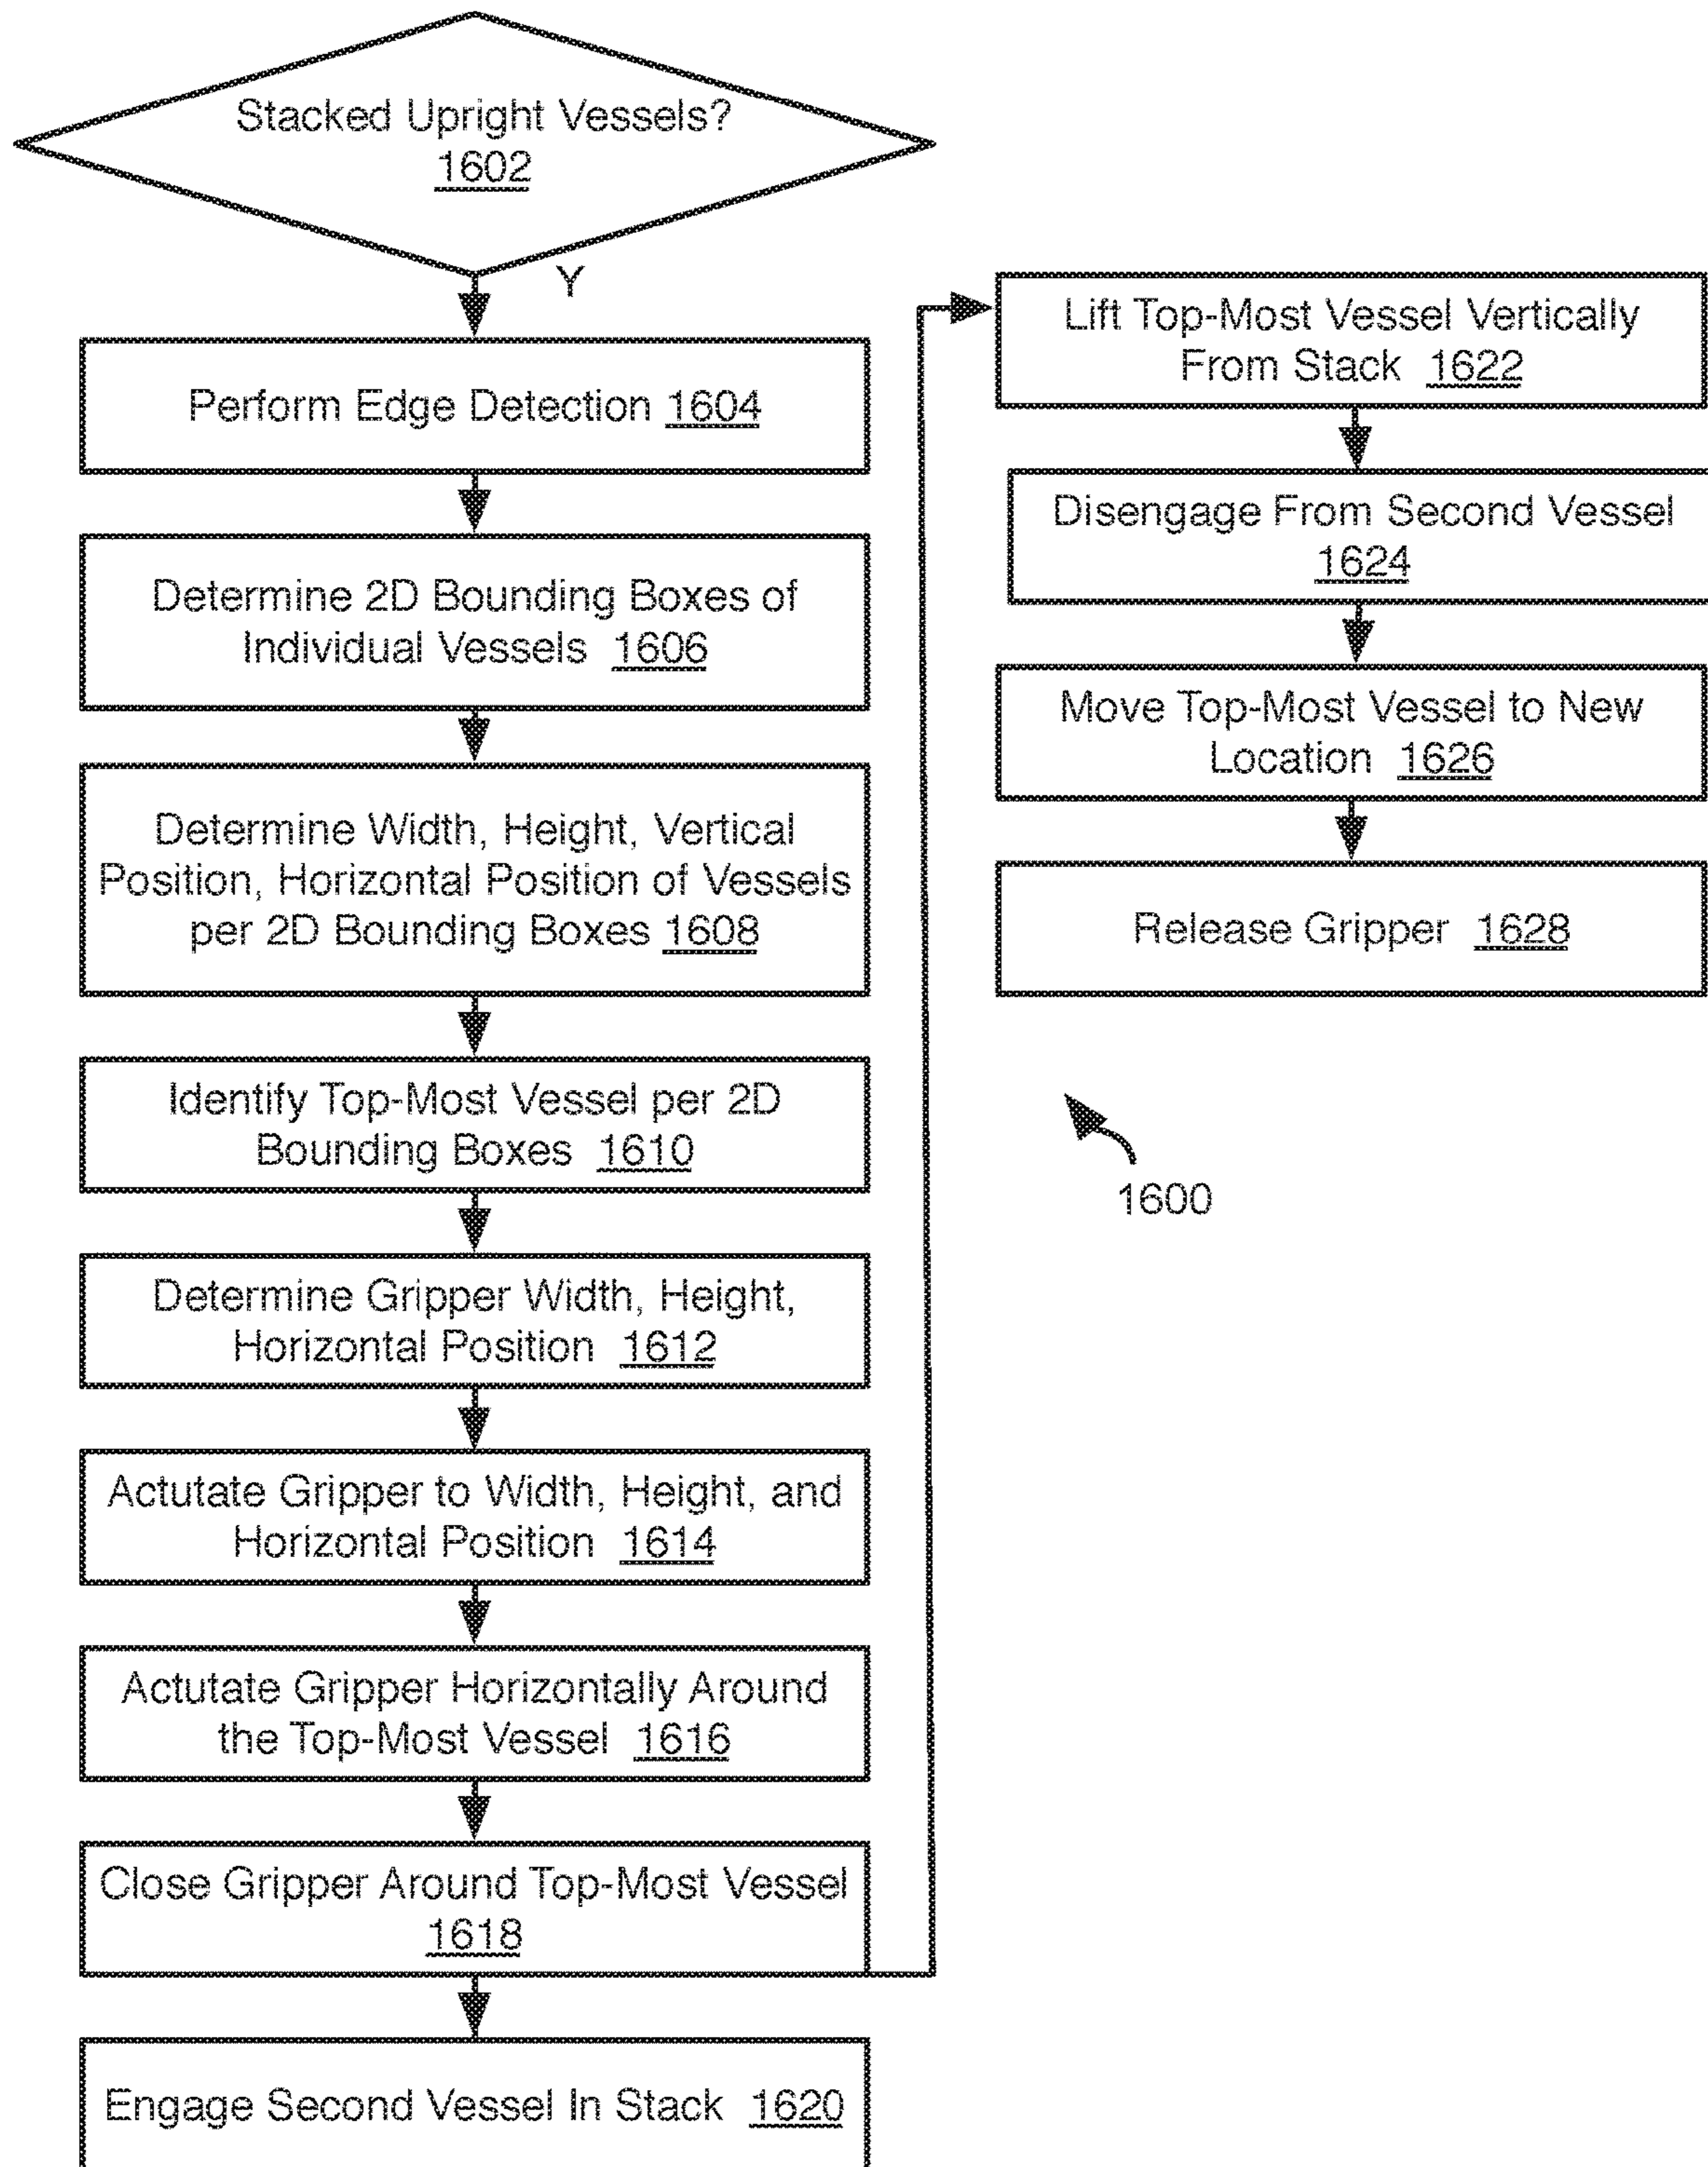 Stacked Upright Vessels?
1602
Y
Perform Edge Detection 1604
Determine 2D Bounding Boxes of
Individual Vessels 1606
Determine Width, Height, Vertical
Position, Horizontal Position of Vessels
per 2D Bounding Boxes 1608
Identify Top-Most Vessel per 2D
Bounding Boxes 1610
Determine Gripper Width, Height,
Horizontal Position 1612
Actutate Gripper to Width, Height, and
Horizontal Position 1614
Actutate Gripper Horizontally Around
the Top-Most Vessel 1616
Close Gripper Around Top-Most Vessel
1618
Engage Second Vessel In Stack 1620
Lift Top-Most Vessel Vertically
From Stack 1622
Disengage From Second Vessel
1624
Move Top-Most Vessel to New
Location 1626
Release Gripper 1628
1600